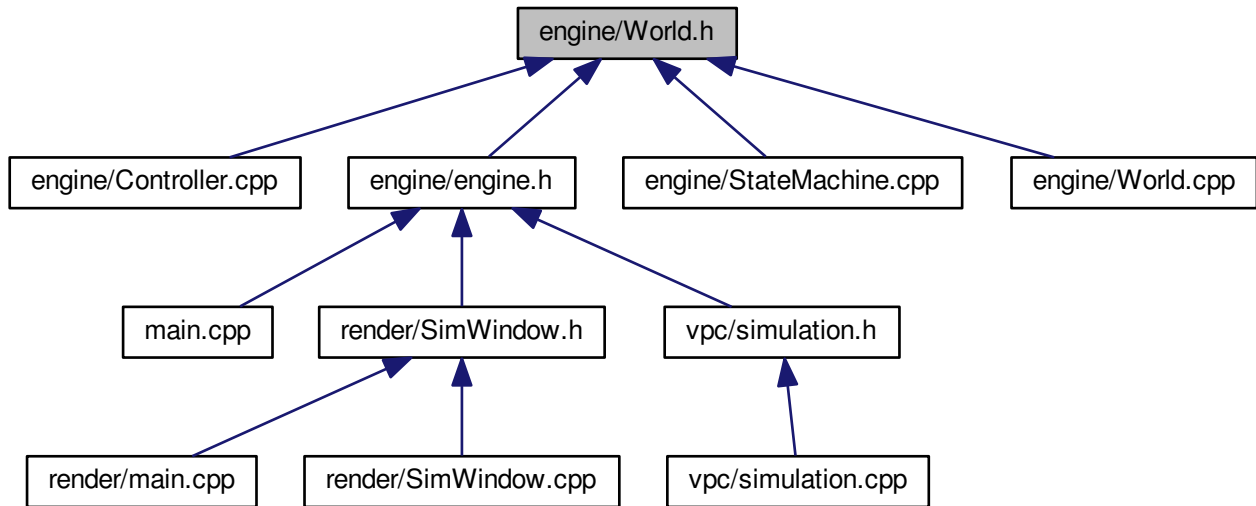 engine/World.h
engine/Controller.cpp
engine/engine.h
engine/StateMachine.cpp
engine/World.cpp
main.cpp
render/SimWindow.h
vpc/simulation.h
render/main.cpp
render/SimWindow.cpp
vpc/simulation.cpp